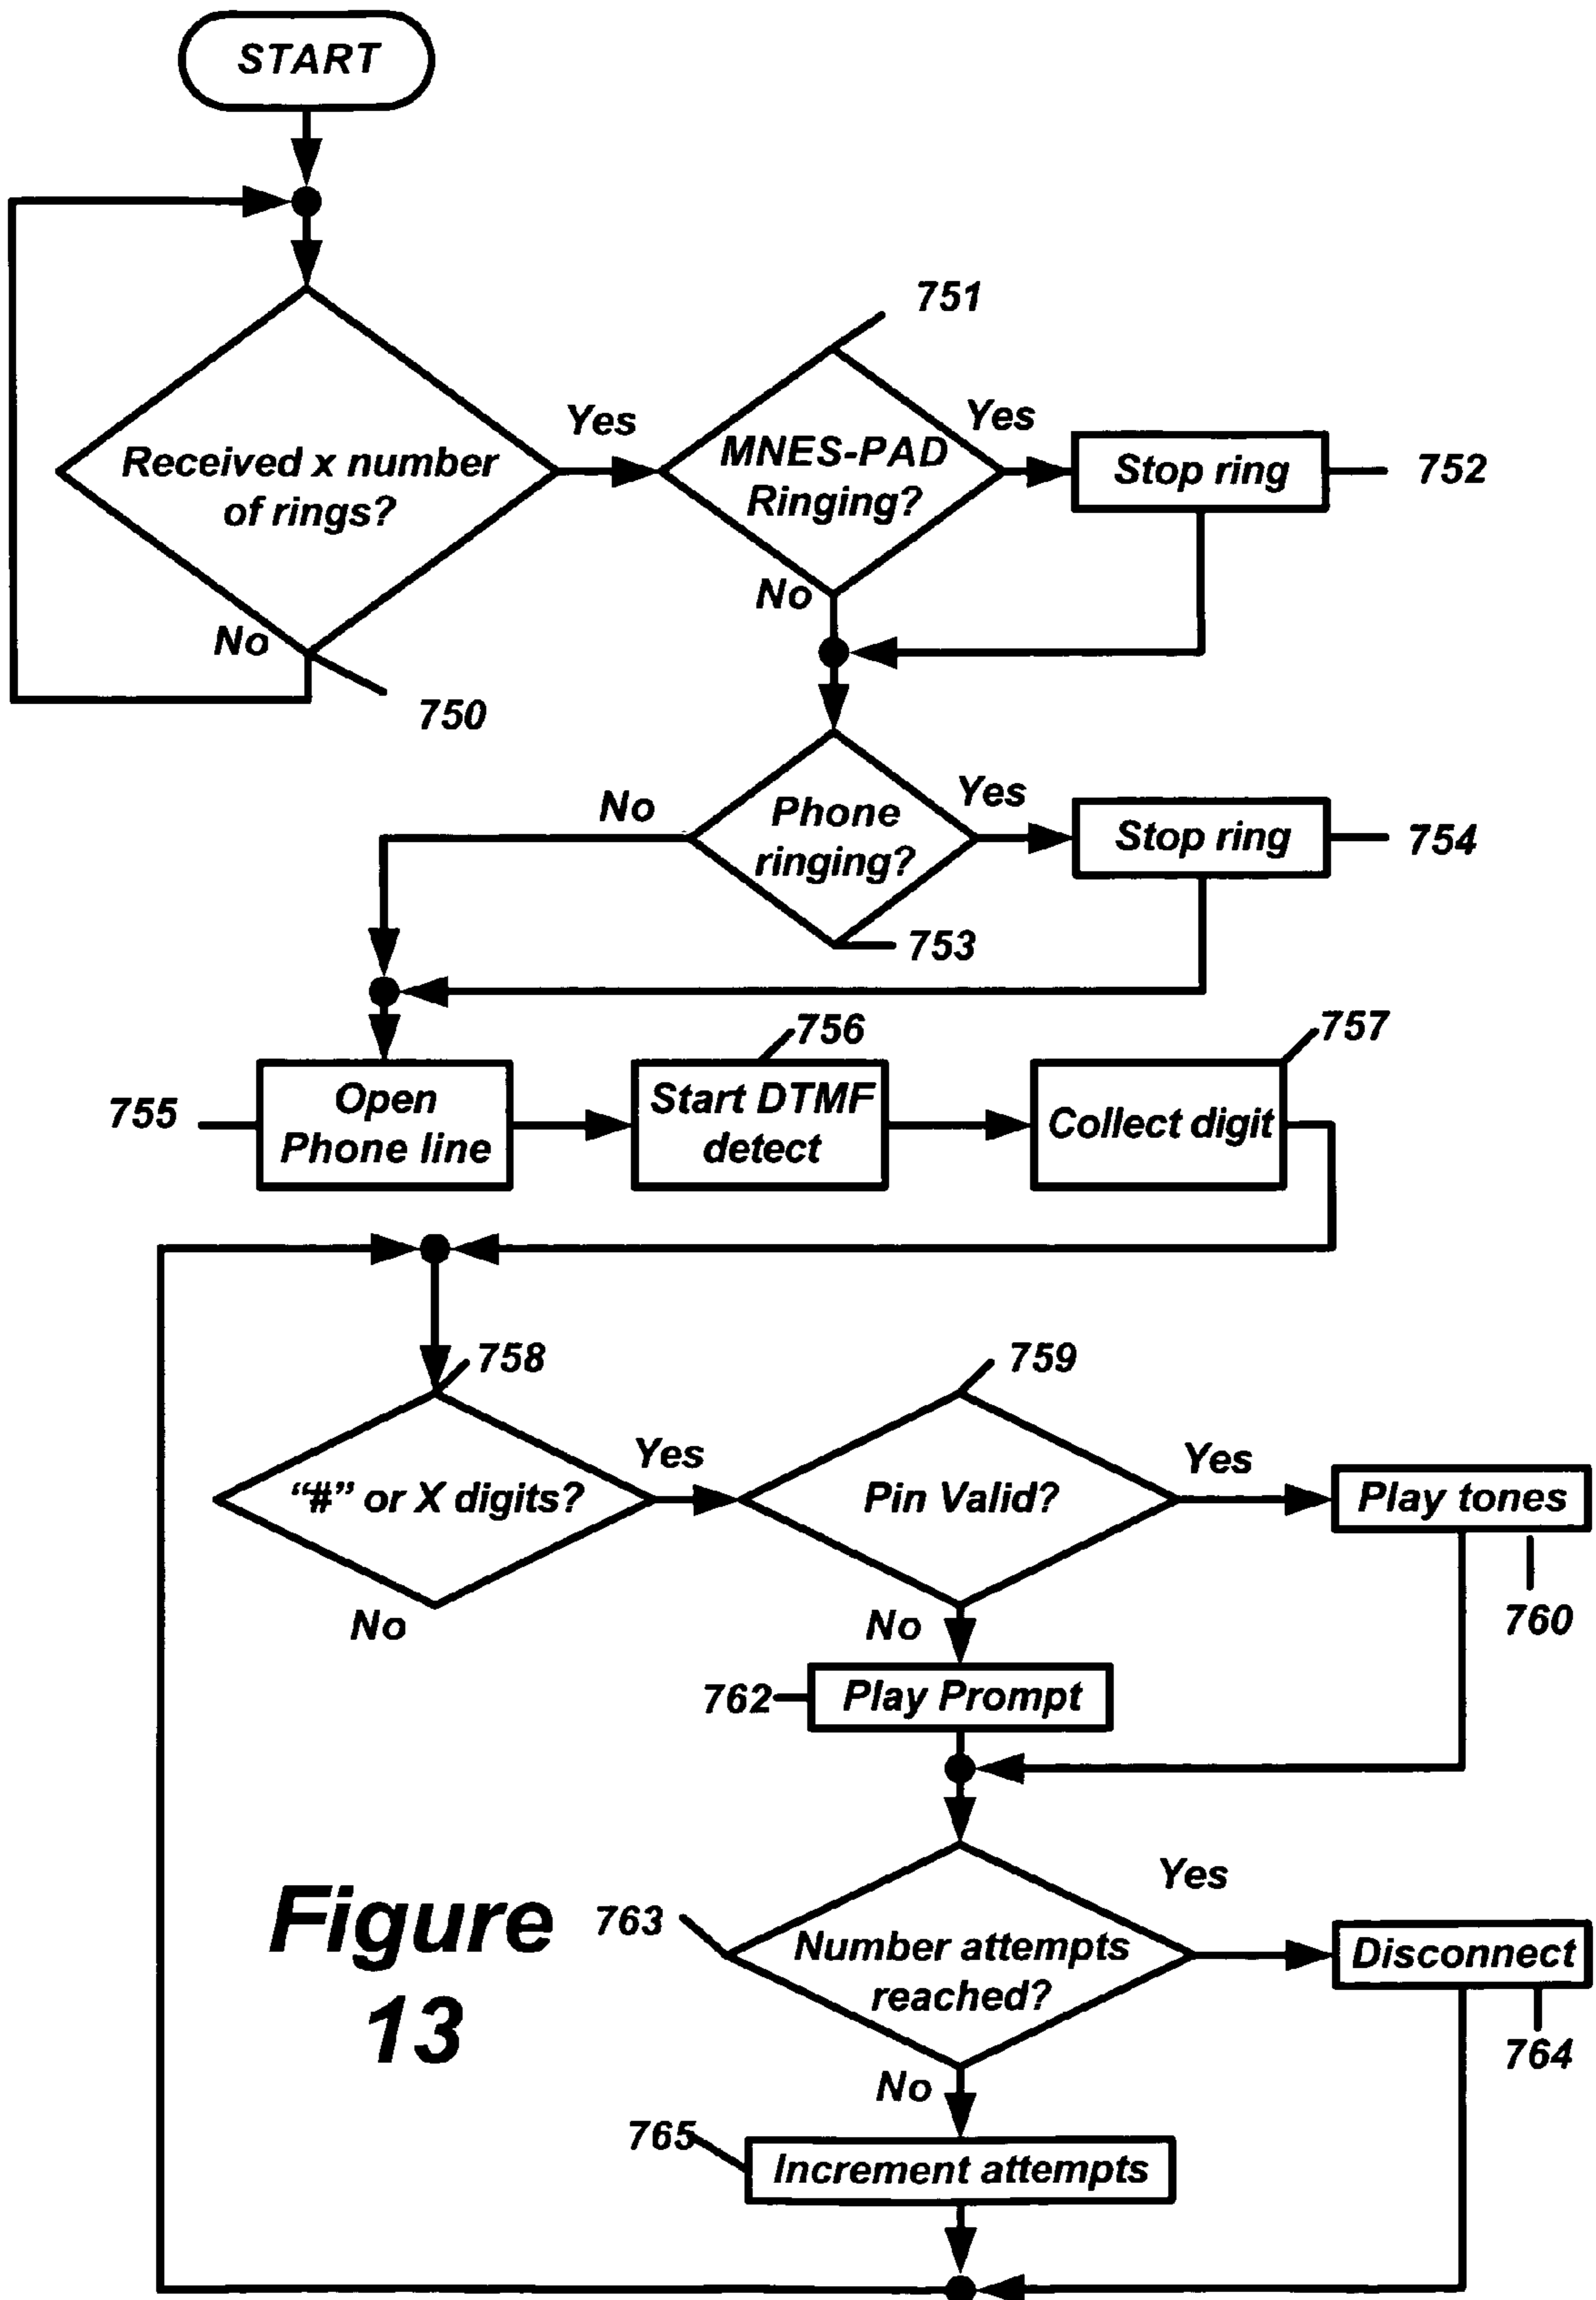 START
751
Yes
Yes
MNES-PAD
Ringing?
Stop ring
752
Received x number
of rings?
No
No
750
No
Yes
Phone
ringing?
Stop ring
754
753
756
757
755
Open
Phone line
Start DTMF
detect
Collect digit
758
759
Yes
Yes
“#” or X digits?
Pin Valid?
Play tones
No
No
760
762
Play Prompt
Yes
Figure
13
763
Number attempts
reached?
Disconnect
764
No
765
Increment attempts